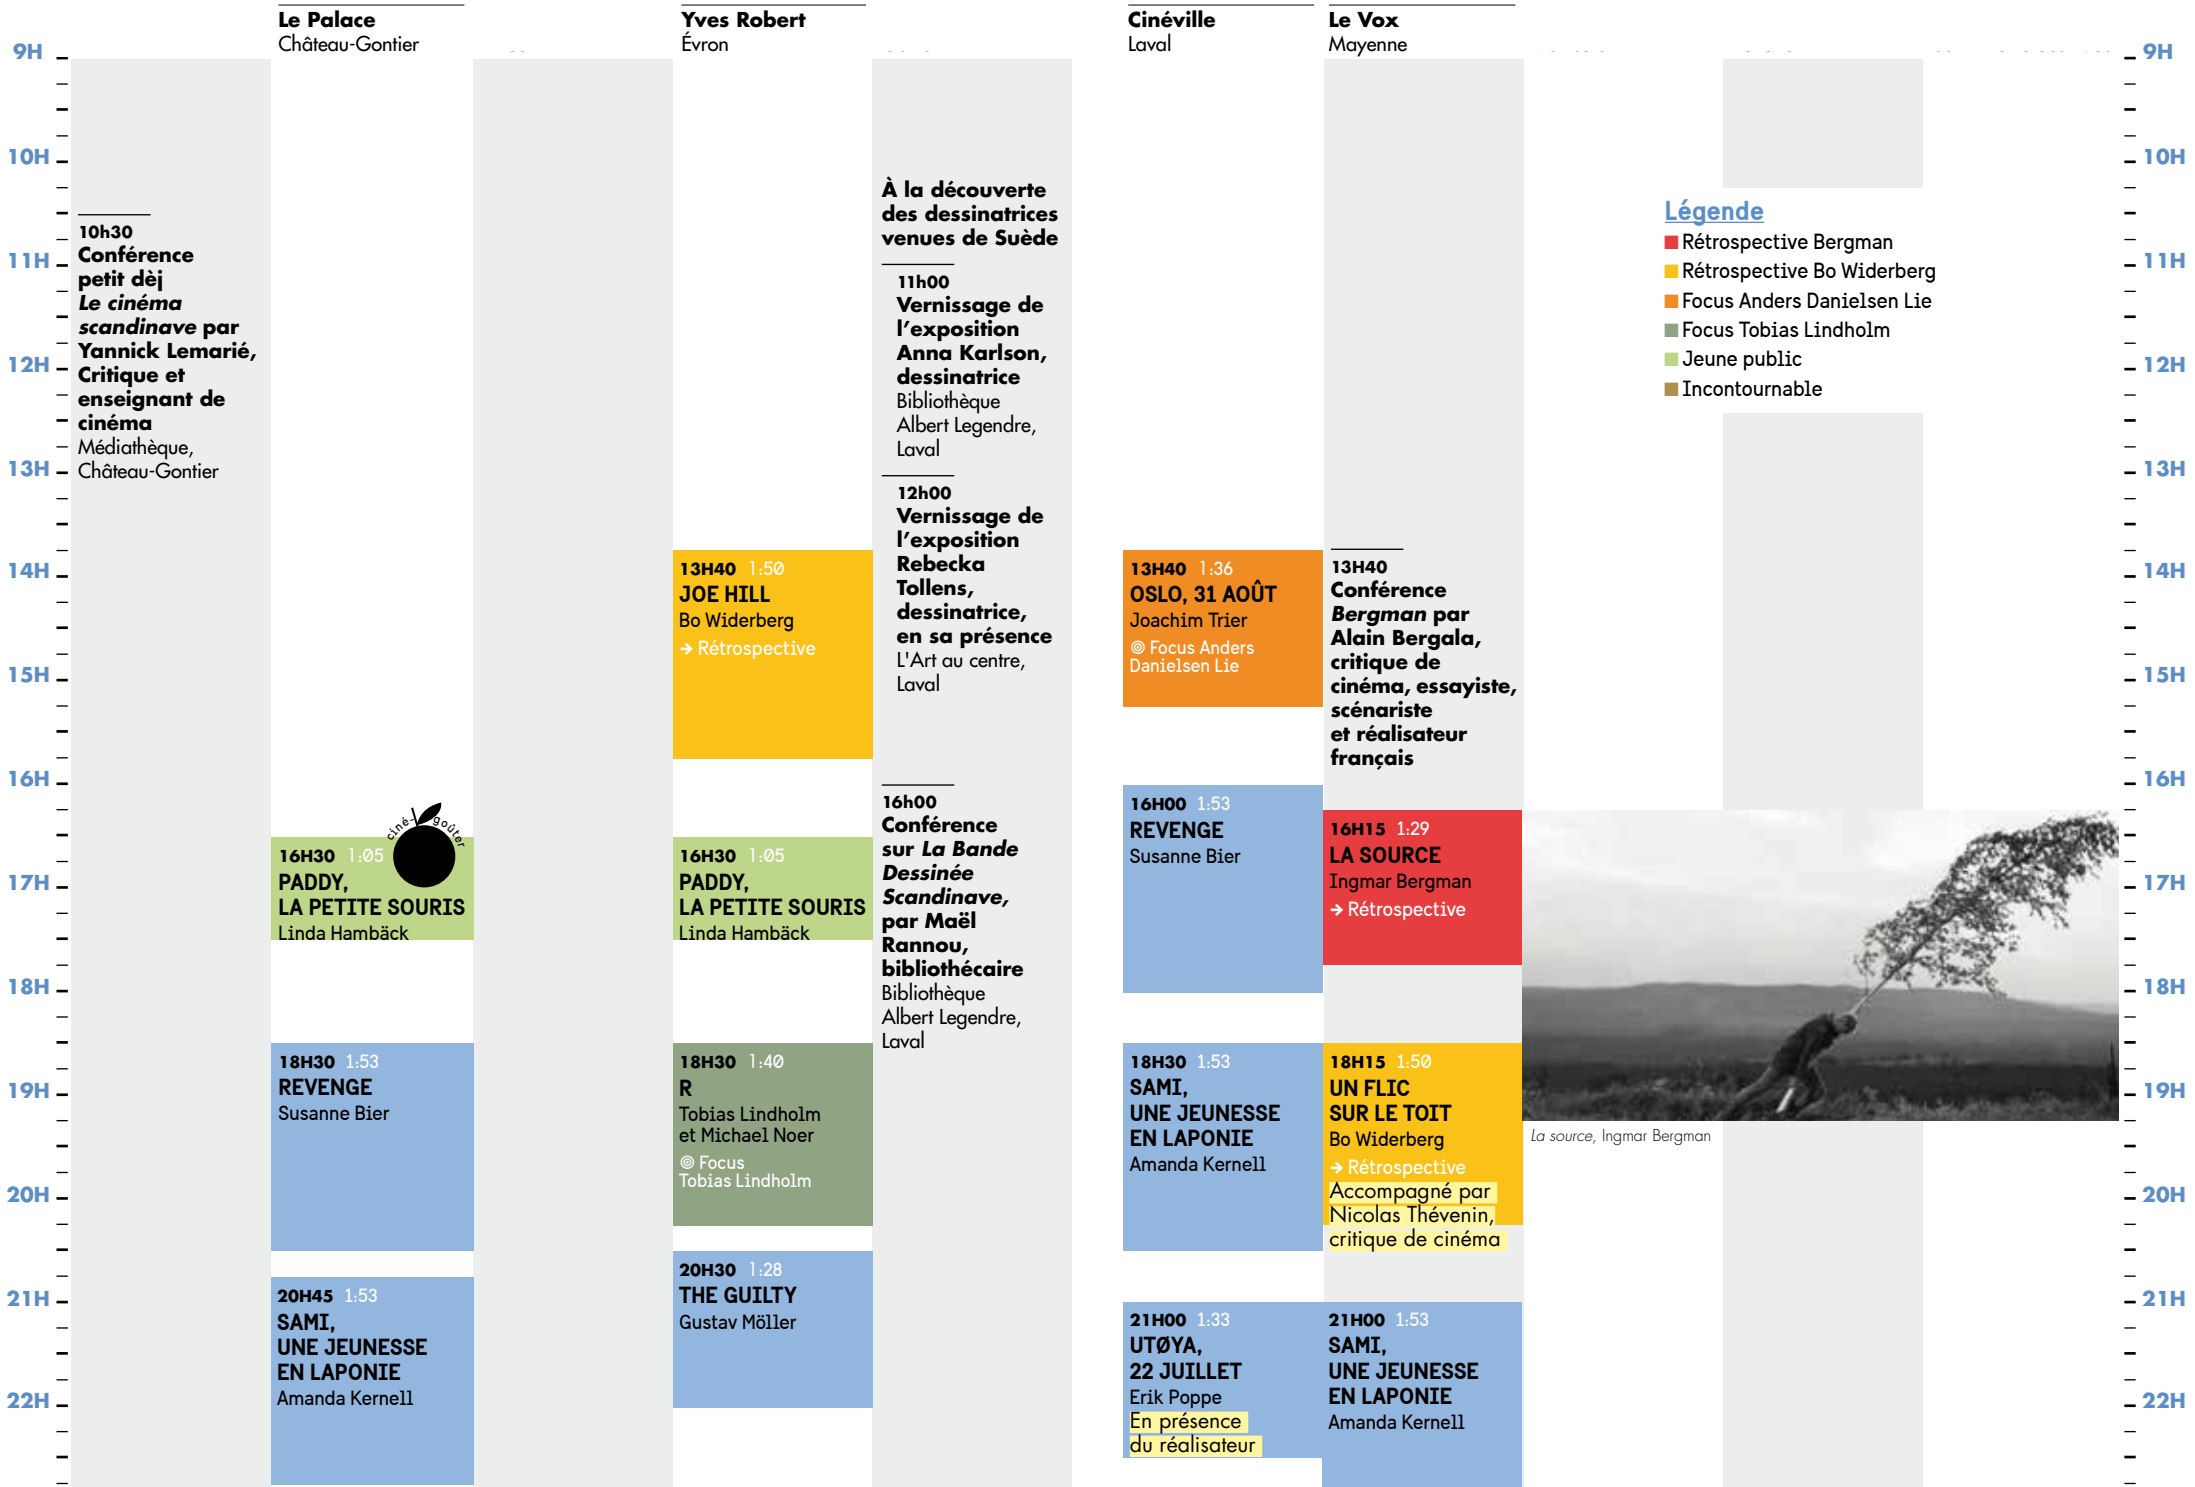 Le Palace
Château-Gontier
Yves Robert
Évron
Cinéville
Laval
Le Vox
Mayenne
9H
10H
11H
12H
13H
14H
15H
16H
17H
18H
19H
20H
21H
22H
10h30
Conférence
petit dèj
Le cinéma
scandinave par
Yannick Lemarié,
Critique et
enseignant de
cinéma
Médiathèque,
Château-Gontier
ciné-goûter
16H30 1:05
PADDY,
LA PETITE SOURIS
Linda Hambäck
18H30 1:53
REVENGE
Susanne Bier
20H45 1:53
SAMI,
UNE JEUNESSE
EN LAPONIE
Amanda Kernell
13H40 1:50
JOE HILL
Bo Widerberg
→ Rétrospective
16H30 1:05
PADDY,
LA PETITE SOURIS
Linda Hambäck
18H30 1:40
R
Tobias Lindholm
et Michael Noer
Focus
Tobias Lindholm
20H30 1:28
THE GUILTY
Gustav Möller
À la découverte
des dessinatrices
venues de Suède
11h00
Vernissage de
l'exposition
Anna Karlson,
dessinatrice
Bibliothèque
Albert Legendre,
Laval
12h00
Vernissage de
l'exposition
Rebecka
Tollens,
dessinatrice,
en sa présence
L'Art au centre,
Laval
16h00
Conférence
sur La Bande
Dessinée
Scandinave,
par Maël
Rannou,
bibliothécaire
Bibliothèque
Albert Legendre,
Laval
13H40 1:36
OSLO, 31 AOÛT
Joachim Trier
Focus Anders
Danielsen Lie
16H00 1:53
REVENGE
Susanne Bier
18H30 1:53
SAMI,
UNE JEUNESSE
EN LAPONIE
Amanda Kernell
21H00 1:33
UTØYA,
22 JUILLET
Erik Poppe
En présence
du réalisateur
13H40
Conférence
Bergman par
Alain Bergala,
critique de
cinéma, essayiste,
scénariste
et réalisateur
français
16H15 1:29
LA SOURCE
Ingmar Bergman
→ Rétrospective
18H15 1:50
UN FLIC
SUR LE TOIT
Bo Widerberg
→ Rétrospective
Accompagné par
Nicolas Thévenin,
critique de cinéma
21H00 1:53
SAMI,
UNE JEUNESSE
EN LAPONIE
Amanda Kernell
Légende
Rétrospective Bergman
Rétrospective Bo Widerberg
Focus Anders Danielsen Lie
Focus Tobias Lindholm
Jeune public
Incontournable
La source, Ingmar Bergman
9H
10H
11H
12H
13H
14H
15H
16H
17H
18H
19H
20H
21H
22H